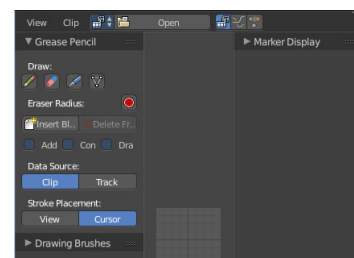 View Clip Open
Grease Pencil
Marker Display
Draw:
Eraser Radius:
Insert Bl.. Delete Fr..
Add Con Dra
Data Source:
Clip Track
Stroke Placement:
View Cursor
Drawing Brushes